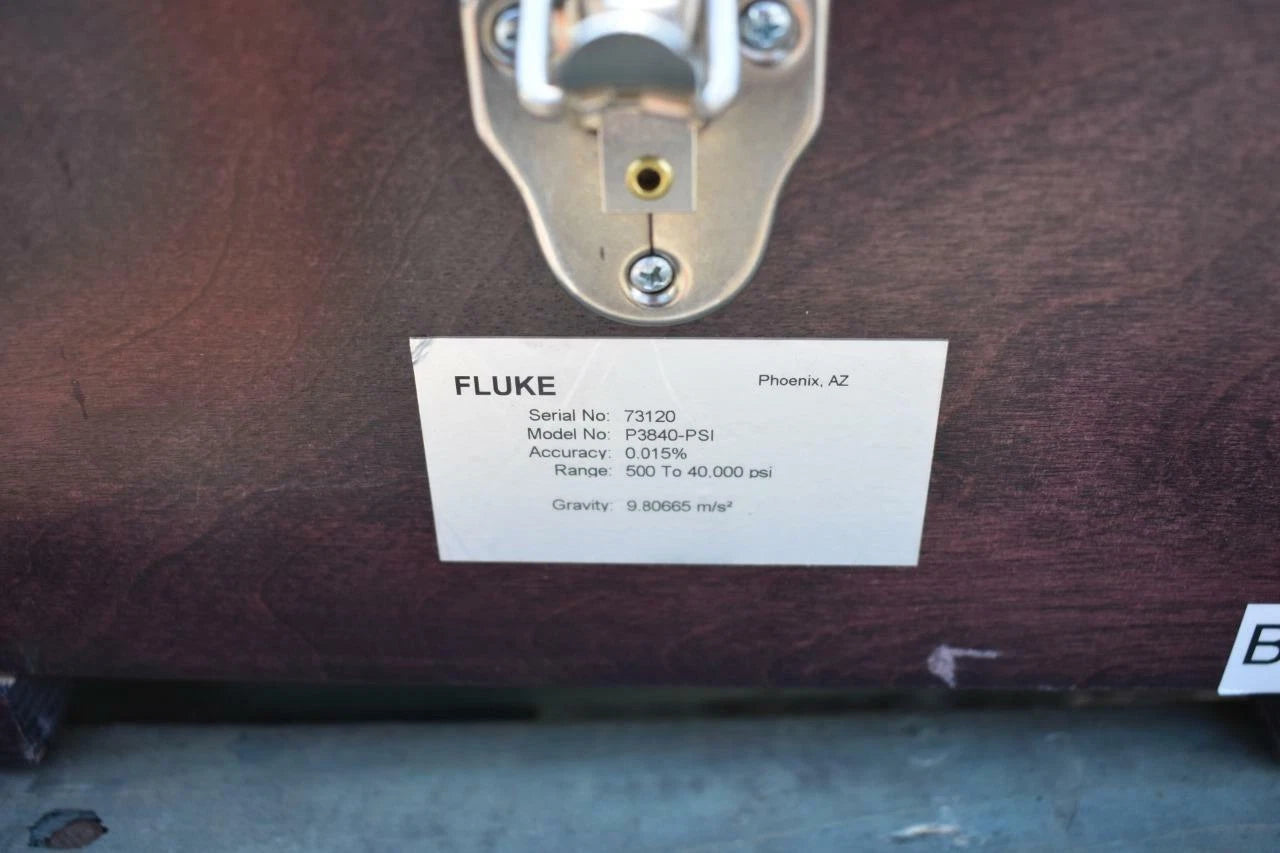 FLUKE Phoenix, AZ
Serial No: 73120
Model No: P3840-PSI
Accuracy: 0.015%
Range: 500 To 40,000 psi
Gravity: 9.80665 m/s²
B